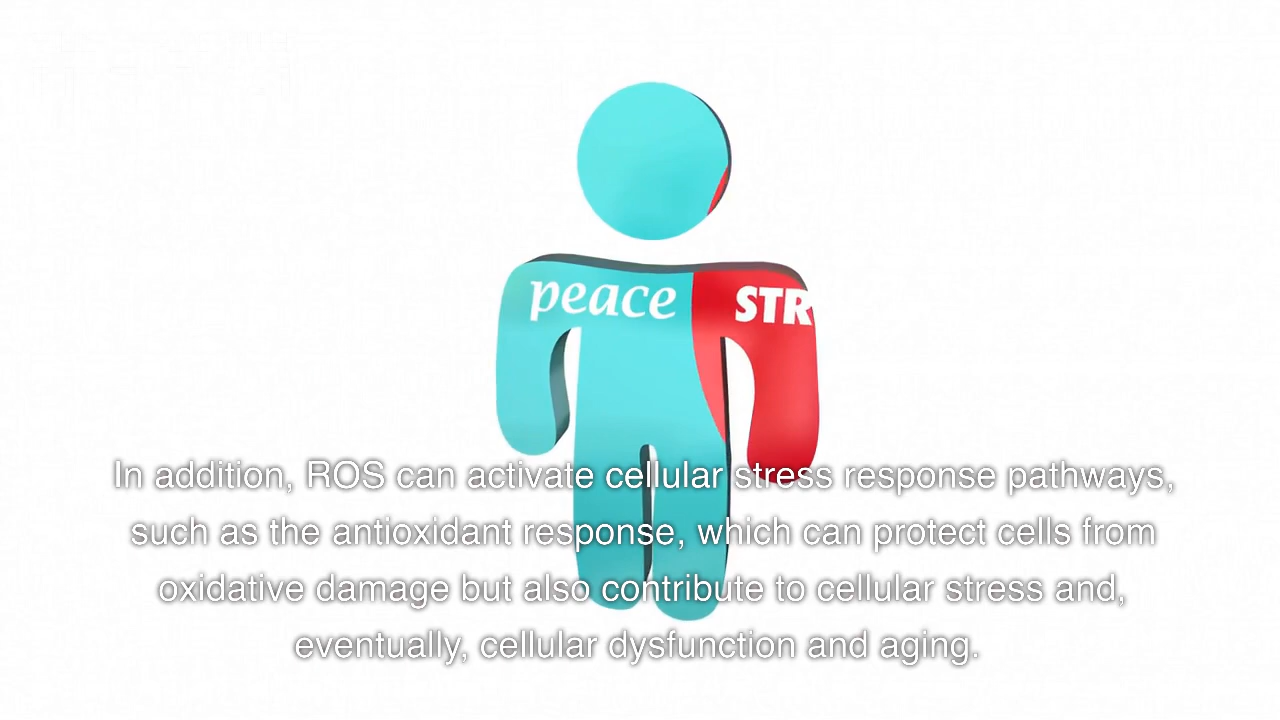 peace STR
In addition, ROS can activate cellular stress response pathways,
such as the antioxidant response, which can protect cells from
oxidative damage but also contribute to cellular stress and,
eventually, cellular dysfunction and aging.